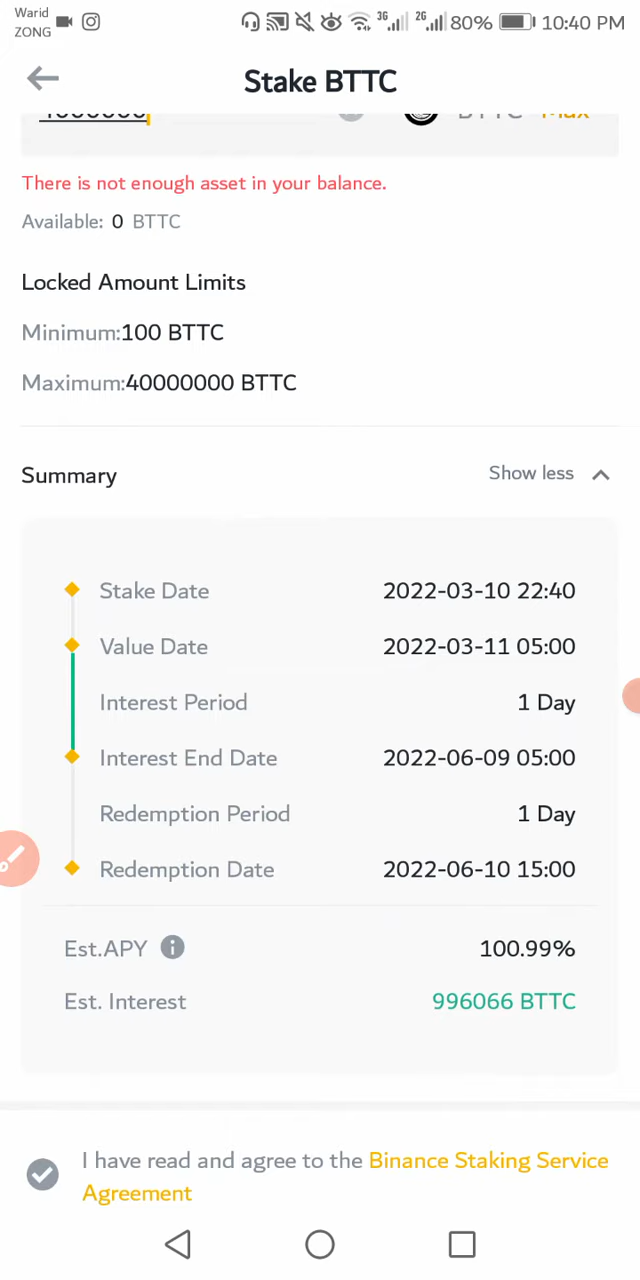 Warid
ZONG
3G
2G
80%
10:40 PM
Stake BTTC
BTTC Max
There is not enough asset in your balance.
Available: 0 BTTC
Locked Amount Limits
Minimum:100 BTTC
Maximum:40000000 BTTC
Summary
Show less
Stake Date 2022-03-10 22:40
Value Date 2022-03-11 05:00
Interest Period 1 Day
Interest End Date 2022-06-09 05:00
Redemption Period 1 Day
Redemption Date 2022-06-10 15:00
Est.APY 100.99%
Est. Interest 996066 BTTC
I have read and agree to the Binance Staking Service
Agreement